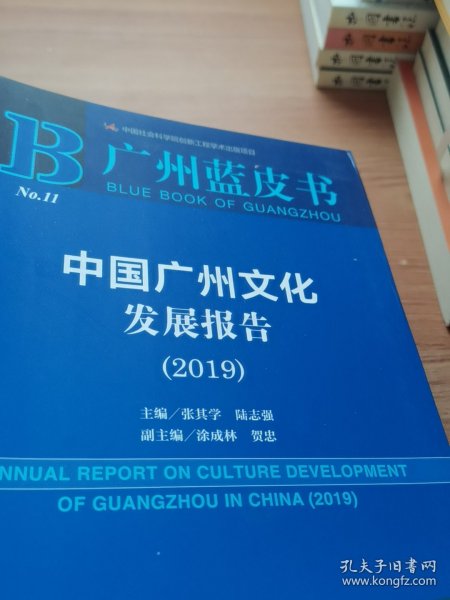 中国社会科学院创新工程学术出版项目
B 广州蓝皮书
No.11
BLUE BOOK OF GUANGZHOU
中国广州文化
发展报告
(2019)
主编/张其学 陆志强
副主编/涂成林 贺忠
NNUAL REPORT ON CULTURE DEVELOPMENT
OF GUANGZHOU IN CHINA (2019)
孔夫子旧书网
www.kongfz.com